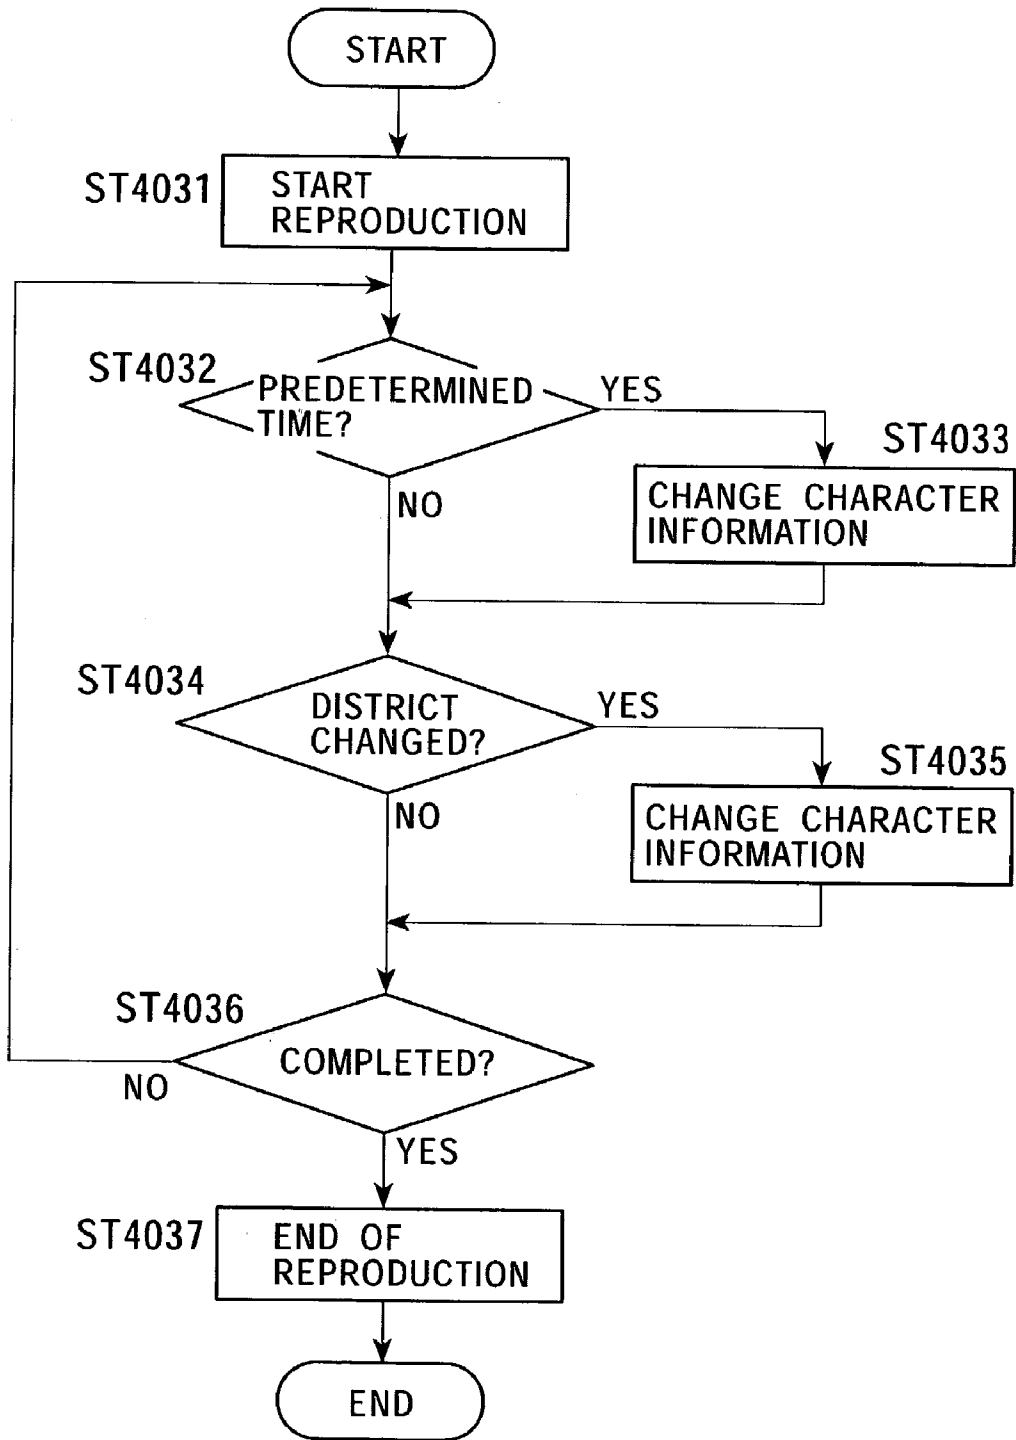 START
ST4031
START
REPRODUCTION
ST4032
PREDETERMINED
TIME?
YES
NO
ST4033
CHANGE CHARACTER
INFORMATION
ST4034
DISTRICT
CHANGED?
YES
NO
ST4035
CHANGE CHARACTER
INFORMATION
ST4036
COMPLETED?
NO
YES
ST4037
END OF
REPRODUCTION
END